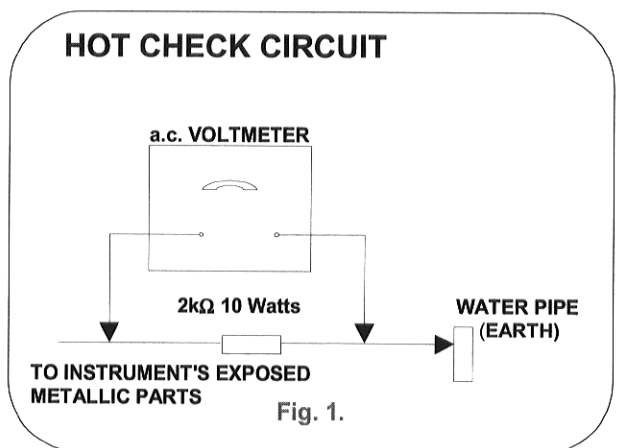 HOT CHECK CIRCUIT
a.c. VOLTMETER
2kΩ 10 Watts
WATER PIPE
(EARTH)
TO INSTRUMENT'S EXPOSED
METALLIC PARTS
Fig. 1.